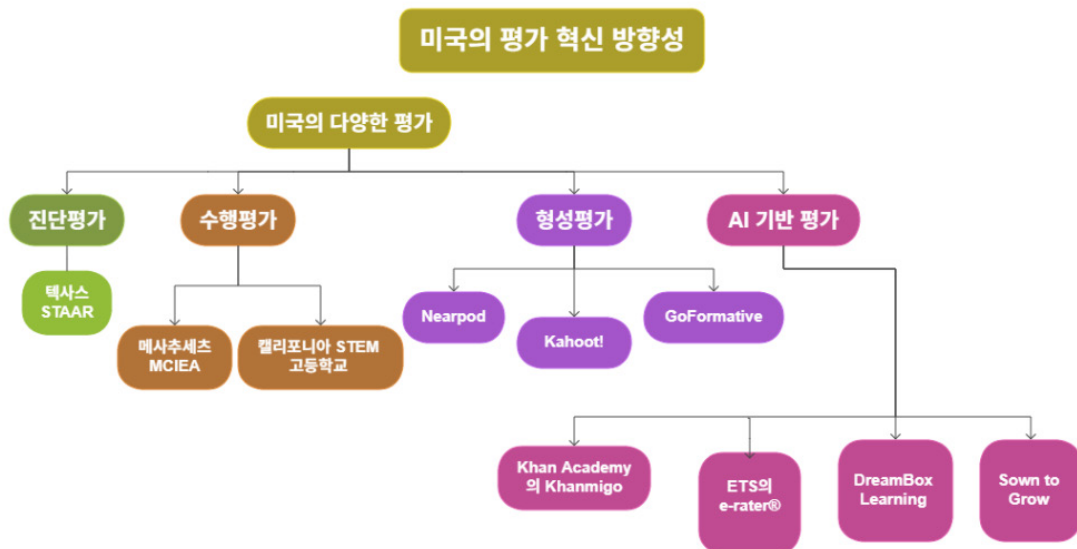 미국의 평가 혁신 방향성
미국의 다양한 평가
진단평가
수행평가
형성평가
AI 기반 평가
텍사스
STAAR
메사추세츠
MCIEA
캘리포니아 STEM
고등학교
Nearpod
Kahoot!
GoFormative
Khan Academy
의 Khanmigo
ETS의
e-rater®
DreamBox
Learning
Sown to
Grow